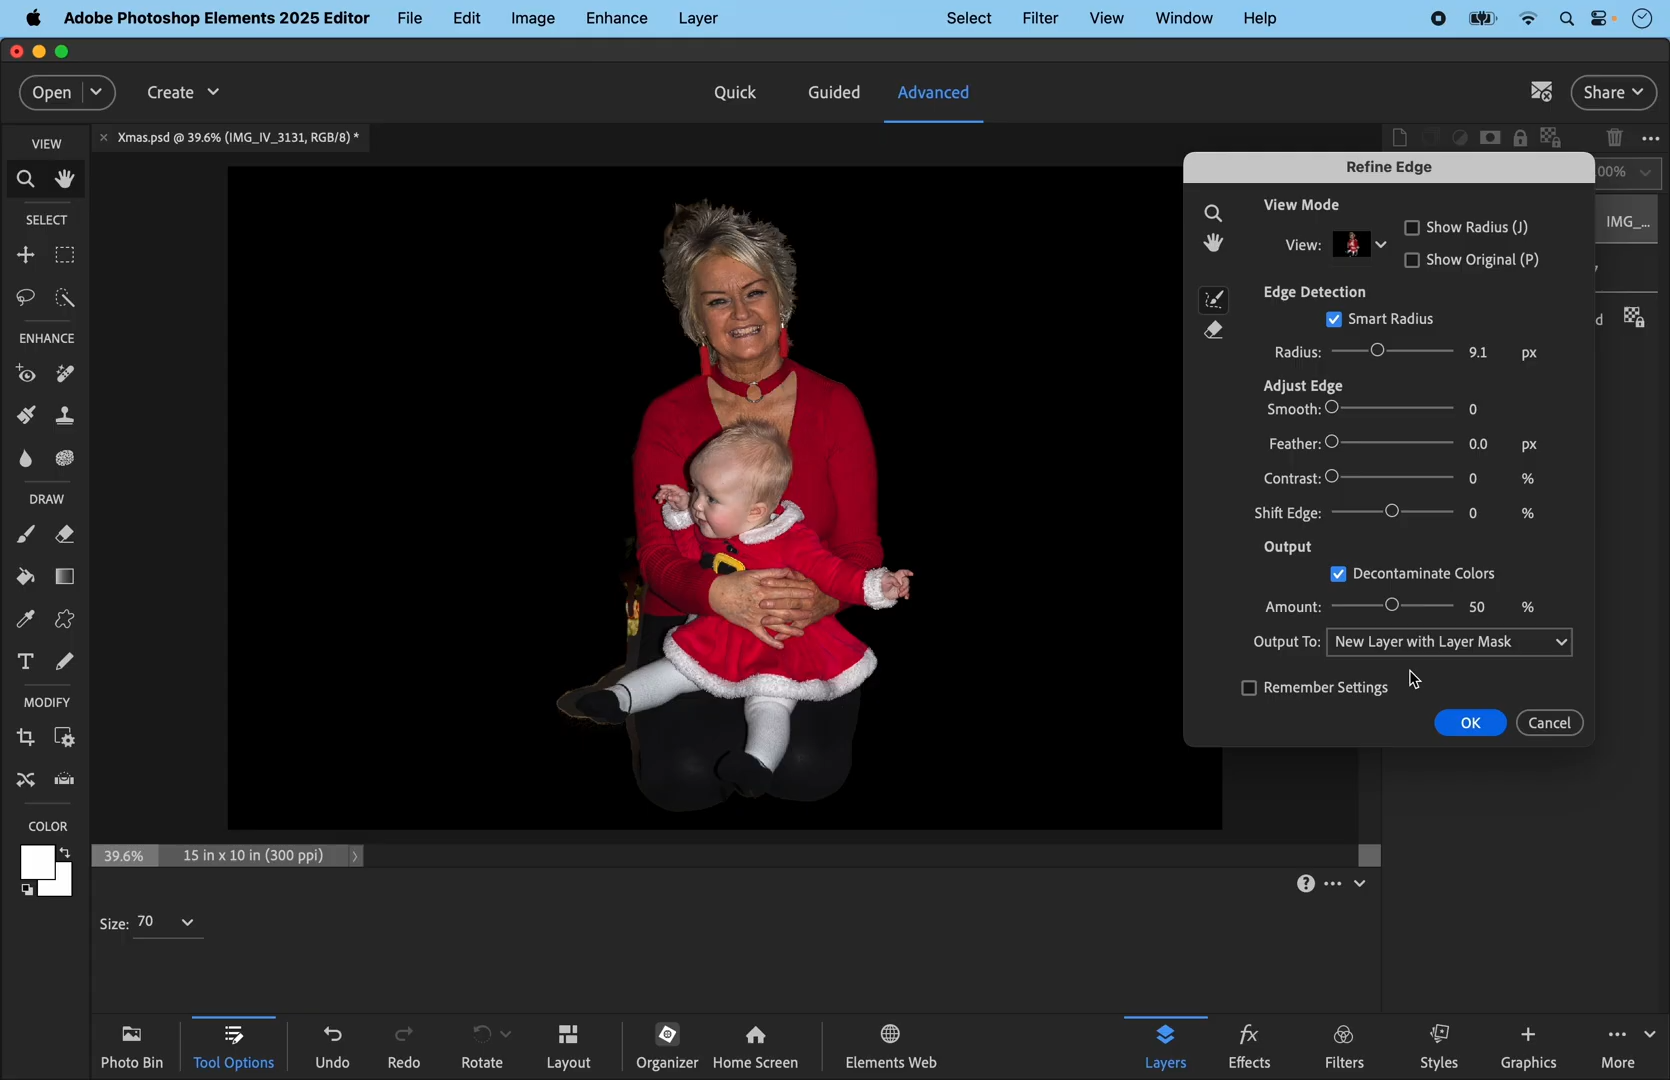 Adobe Photoshop Elements 2025 Editor File Edit Image Enhance Layer Select Filter View Window Help
Open Create Quick Guided Advanced Share
VIEW
× Xmas.psd @ 39.6% (IMG_IV_3131, RGB/8) *
SELECT
ENHANCE
DRAW
T
MODIFY
COLOR
00%
IMG_...
d
Refine Edge
View Mode
View:
Show Radius (J)
Show Original (P)
Edge Detection
Smart Radius
Radius: 9.1 px
Adjust Edge
Smooth: 0
Feather: 0.0 px
Contrast: 0 %
Shift Edge: 0 %
Output
Decontaminate Colors
Amount: 50 %
Output To: New Layer with Layer Mask
Remember Settings
OK Cancel
39.6% 15 in x 10 in (300 ppi)
Size: 70
Photo Bin Tool Options Undo Redo Rotate Layout Organizer Home Screen Elements Web Layers Effects Filters Styles Graphics More